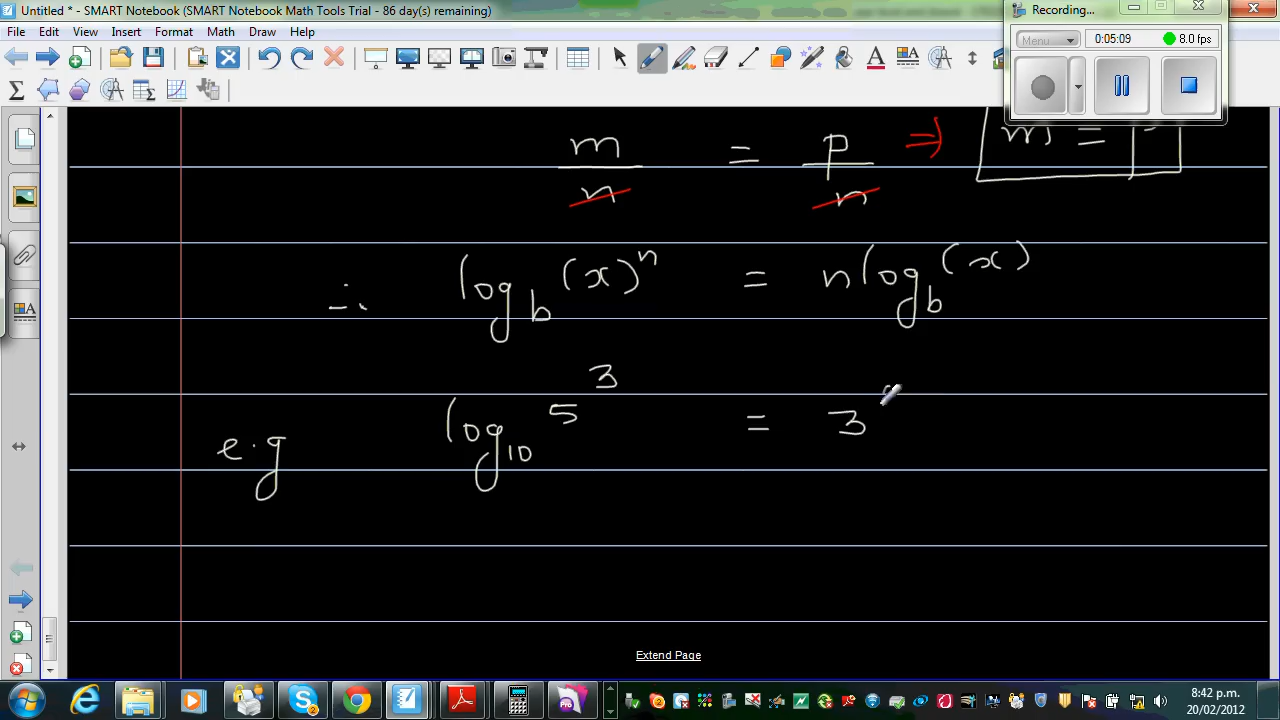 Untitled * - SMART Notebook (SMART Notebook Math Tools Trial - 86 day(s) remaining]
Recording...
File Edit View Insert Format Math Draw Help
Menu 0:05:09 8.0 fps
m/n = p/n ⇒ m =
∴ log_b (x)^n = n log_b (x)
e.g log_10 5^3 = 3
Extend Page
8:42 p.m.
20/02/2012